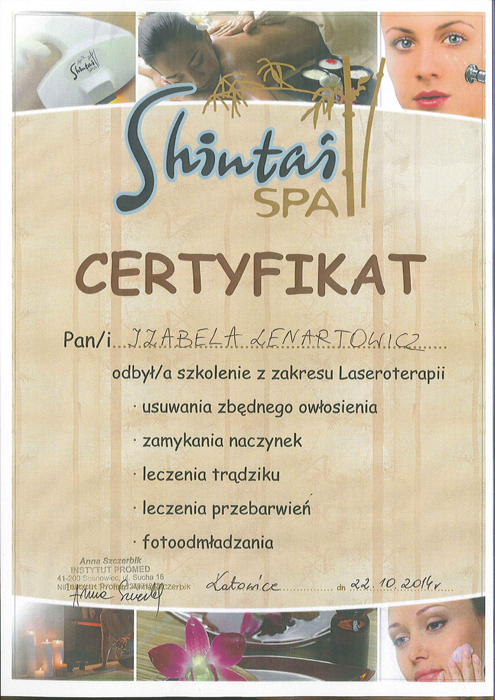 Shintai
SPA
Shintai
SPA
CERTYFIKAT
Pan/i IZABELA LENARTOWICZ
odbył/a szkolenie z zakresu Laseroterapii
· usuwania zbędnego owłosienia
· zamykania naczynek
· leczenia trądziku
· leczenia przebarwień
· fotoodmładzania
Anna Szczerbik
INSTYTUT PROMED
41-200 Sosnowiec, ul. Sucha 16
Katowice dn 22.10.2014r.